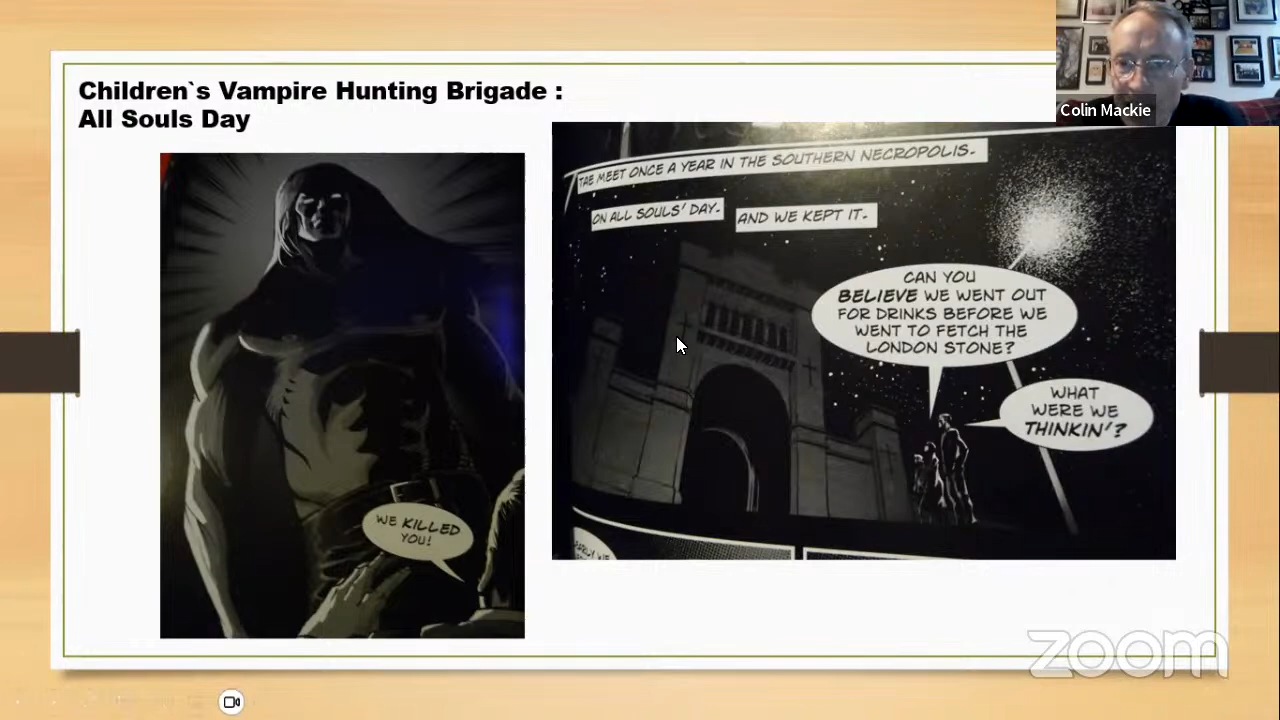 Children`s Vampire Hunting Brigade :
All Souls Day
Colin Mackie
WE KILLED
YOU!
TAE MEET ONCE A YEAR IN THE SOUTHERN NECROPOLIS.
ON ALL SOULS' DAY.
AND WE KEPT IT.
CAN YOU
BELIEVE WE WENT OUT
FOR DRINKS BEFORE WE
WENT TO FETCH THE
LONDON STONE?
WHAT
WERE WE
THINKIN'?
zoom